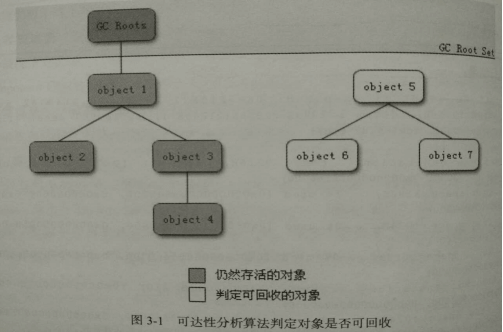 GC Roots
GC Root Set
object 1
object 5
object 2
object 3
object 6
object 7
object 4
仍然存活的对象
判定可回收的对象
图 3-1 可达性分析算法判定对象是否可回收